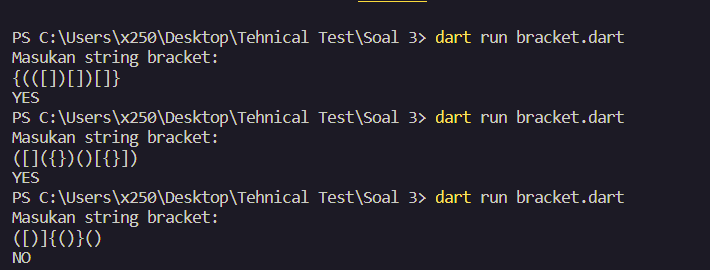 PS C:\Users\x250\Desktop\Tehnical Test\Soal 3> dart run bracket.dart
Masukan string bracket:
{(([])[])[]}
YES
PS C:\Users\x250\Desktop\Tehnical Test\Soal 3> dart run bracket.dart
Masukan string bracket:
([]({})()[{}])
YES
PS C:\Users\x250\Desktop\Tehnical Test\Soal 3> dart run bracket.dart
Masukan string bracket:
([)]{()}()
NO